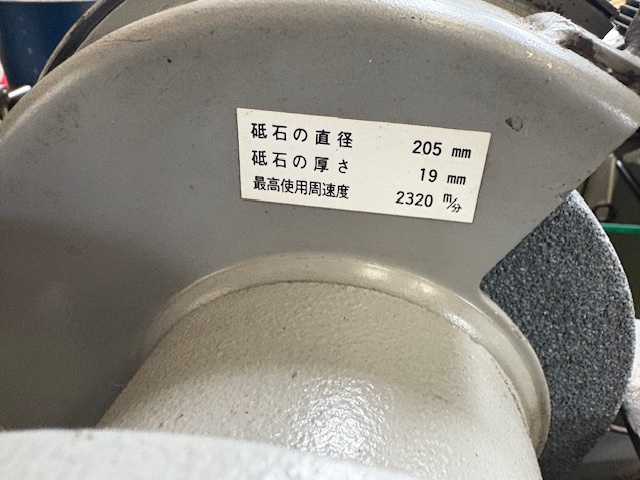 砥石の直径 205 mm
砥石の厚さ 19 mm
最高使用周速度 2320 m/分